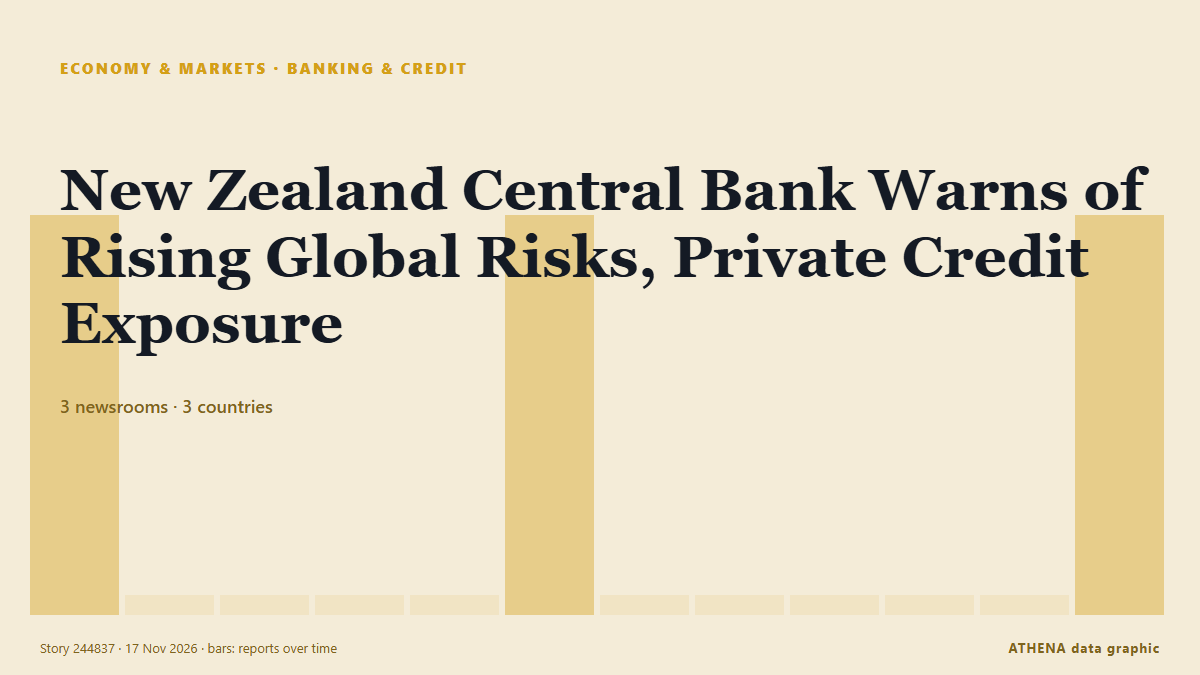 ECONOMY & MARKETS · BANKING & CREDIT
New Zealand Central Bank Warns of
Rising Global Risks, Private Credit
Exposure
3 newsrooms · 3 countries
Story 244837 · 17 Nov 2026 · bars: reports over time
ATHENA data graphic